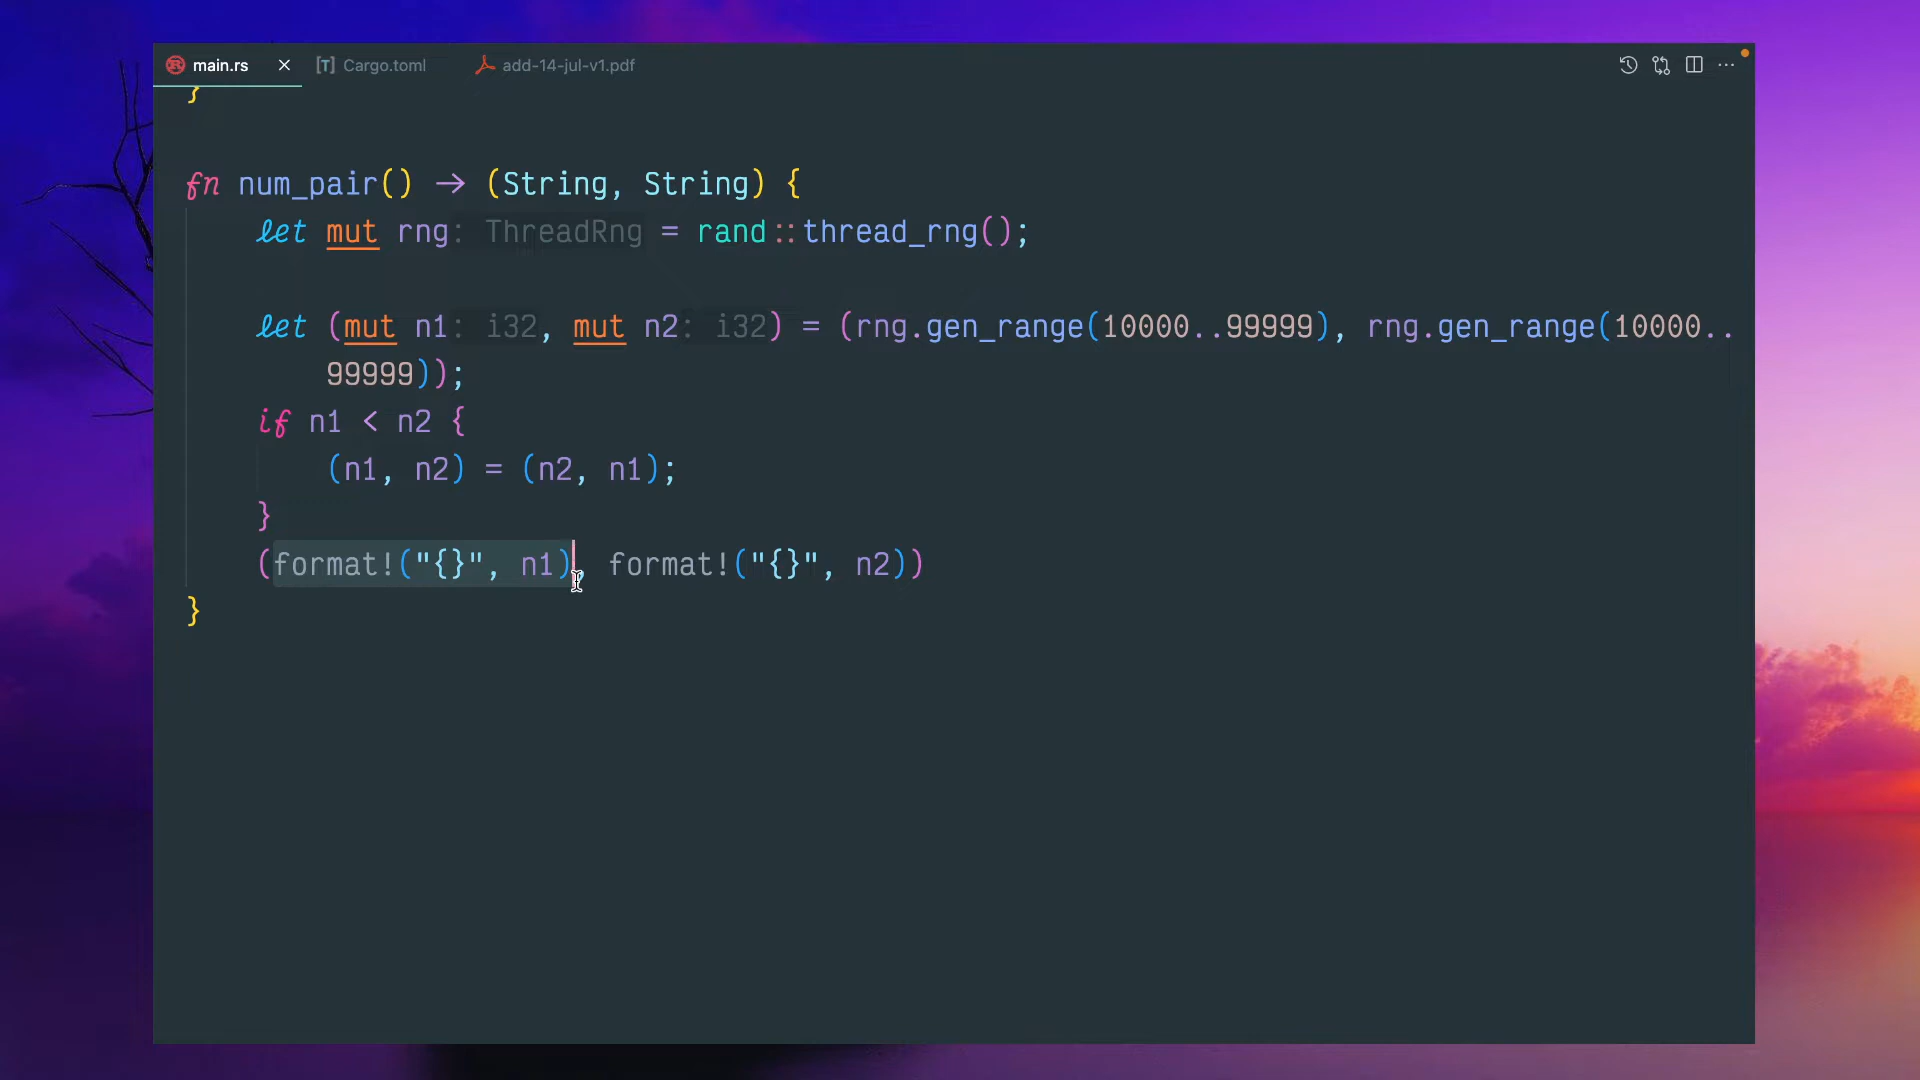 main.rs Cargo.toml add-14-jul-v1.pdf
}
fn num_pair() -> (String, String) {
    let mut rng: ThreadRng = rand::thread_rng();
    let (mut n1: i32, mut n2: i32) = (rng.gen_range(10000..99999), rng.gen_range(10000..
        99999));
    if n1 < n2 {
        (n1, n2) = (n2, n1);
    }
    (format!("{}", n1), format!("{}", n2))
}